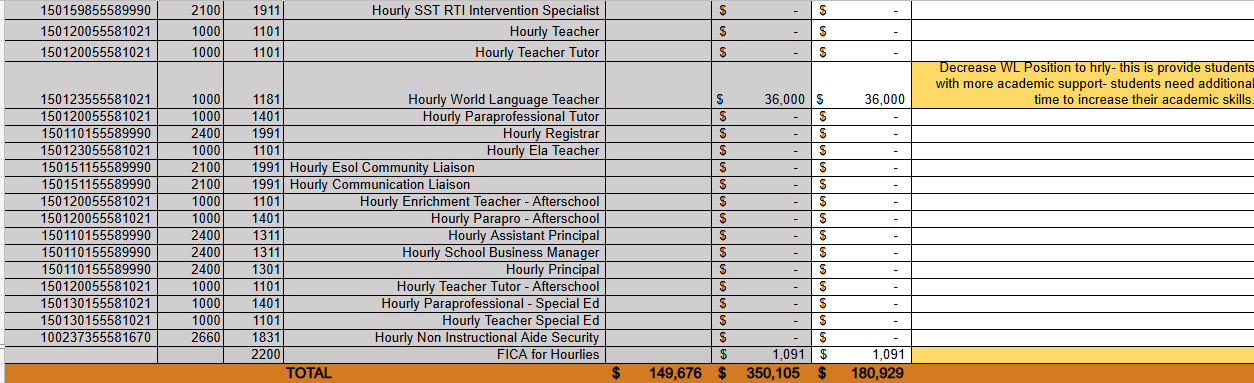 150159855589990 2100 1911 Hourly SST RTI Intervention Specialist $ - $ -
150120055581021 1000 1101 Hourly Teacher $ - $ -
150120055581021 1000 1101 Hourly Teacher Tutor $ - $ -
Decrease WL Position to hrly- this is provide students
with more academic support- students need additional
150123555581021 1000 1181 Hourly World Language Teacher $ 36,000 $ 36,000 time to increase their academic skills.
150120055581021 1000 1401 Hourly Paraprofessional Tutor $ - $ -
150110155589990 2400 1991 Hourly Registrar $ - $ -
150123055581021 1000 1101 Hourly Ela Teacher $ - $ -
150151155589990 2100 1991 Hourly Esol Community Liaison $ - $ -
150151155589990 2100 1991 Hourly Communication Liaison $ - $ -
150120055581021 1000 1101 Hourly Enrichment Teacher - Afterschool $ - $ -
150120055581021 1000 1401 Hourly Parapro - Afterschool $ - $ -
150110155589990 2400 1311 Hourly Assistant Principal $ - $ -
150110155589990 2400 1311 Hourly School Business Manager $ - $ -
150110155589990 2400 1301 Hourly Principal $ - $ -
150120055581021 1000 1101 Hourly Teacher Tutor - Afterschool $ - $ -
150130155581021 1000 1401 Hourly Paraprofessional - Special Ed $ - $ -
150130155581021 1000 1101 Hourly Teacher Special Ed $ - $ -
100237355581670 2660 1831 Hourly Non Instructional Aide Security $ - $ -
2200 FICA for Hourlies $ 1,091 $ 1,091
TOTAL $ 149,676 $ 350,105 $ 180,929